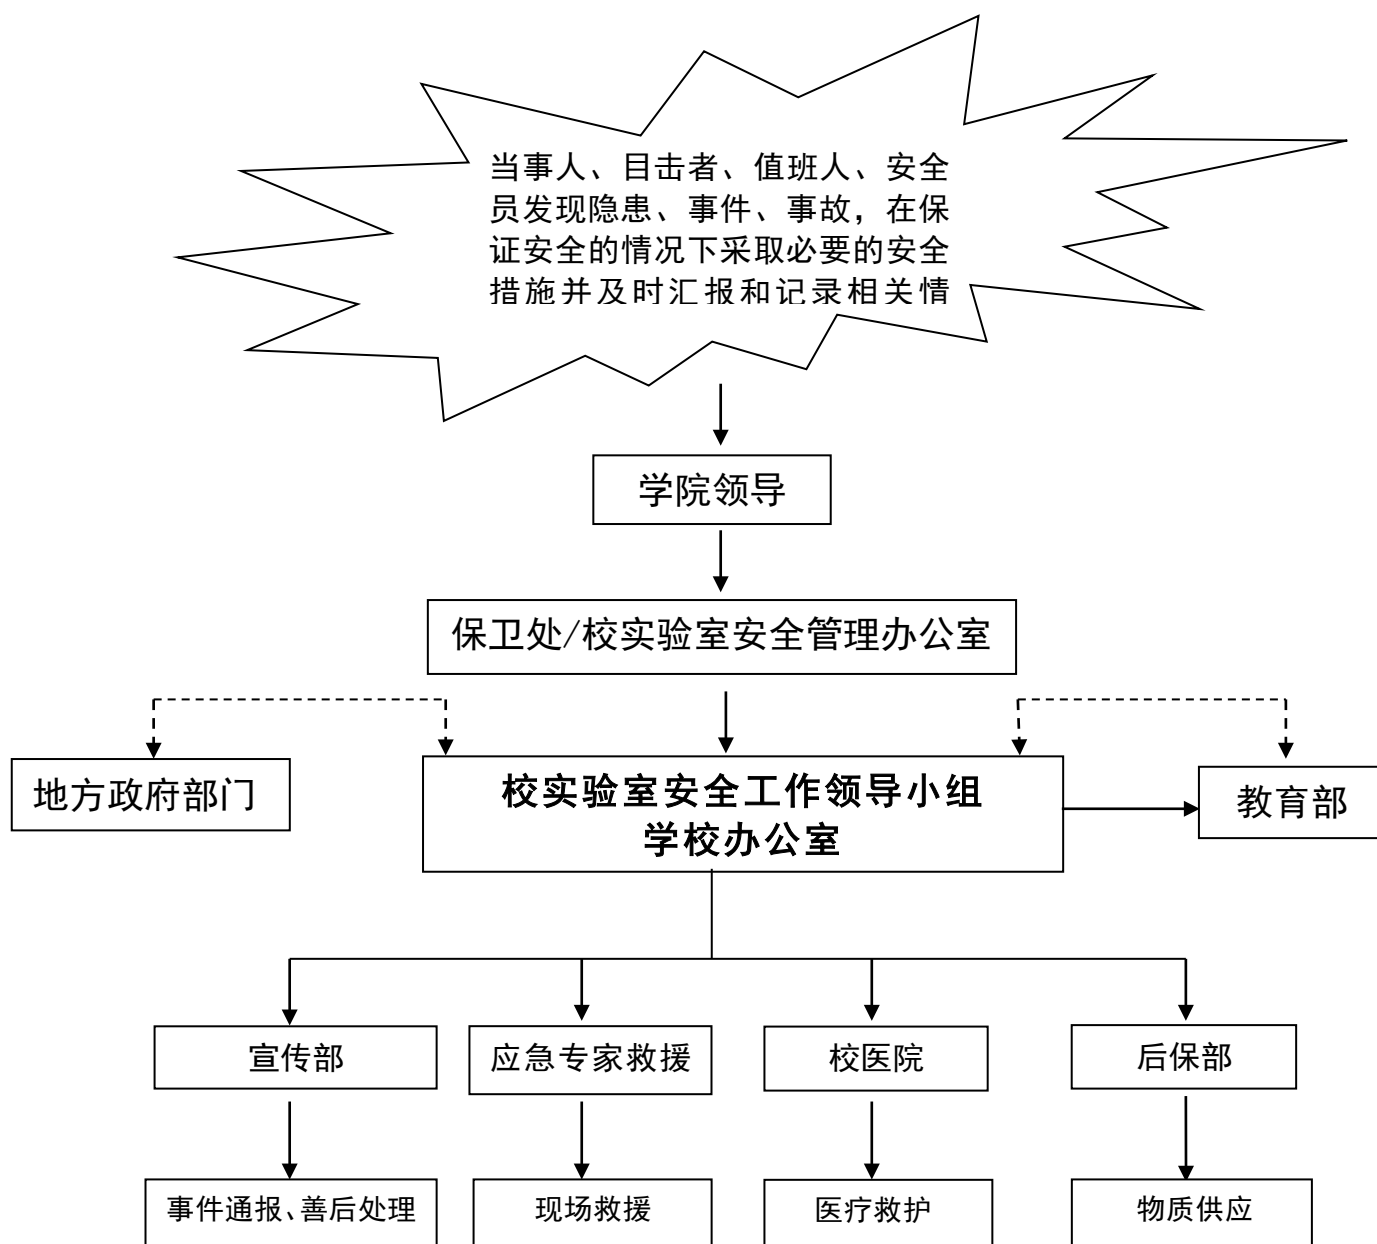 当事人、目击者、值班人、安全
员发现隐患、事件、事故，在保
证安全的情况下采取必要的安全
措施并及时汇报和记录相关情
学院领导
保卫处/校实验室安全管理办公室
地方政府部门
校实验室安全工作领导小组
学校办公室
教育部
宣传部
应急专家救援
校医院
后保部
事件通报、善后处理
现场救援
医疗救护
物质供应